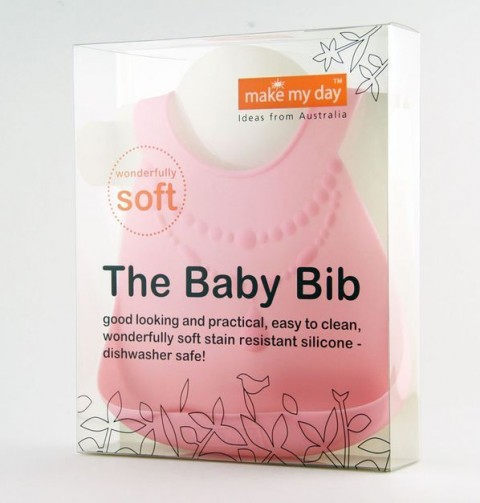 make my day™
Ideas from Australia
wonderfully
soft
The Baby Bib
good looking and practical, easy to clean,
wonderfully soft stain resistant silicone -
dishwasher safe!